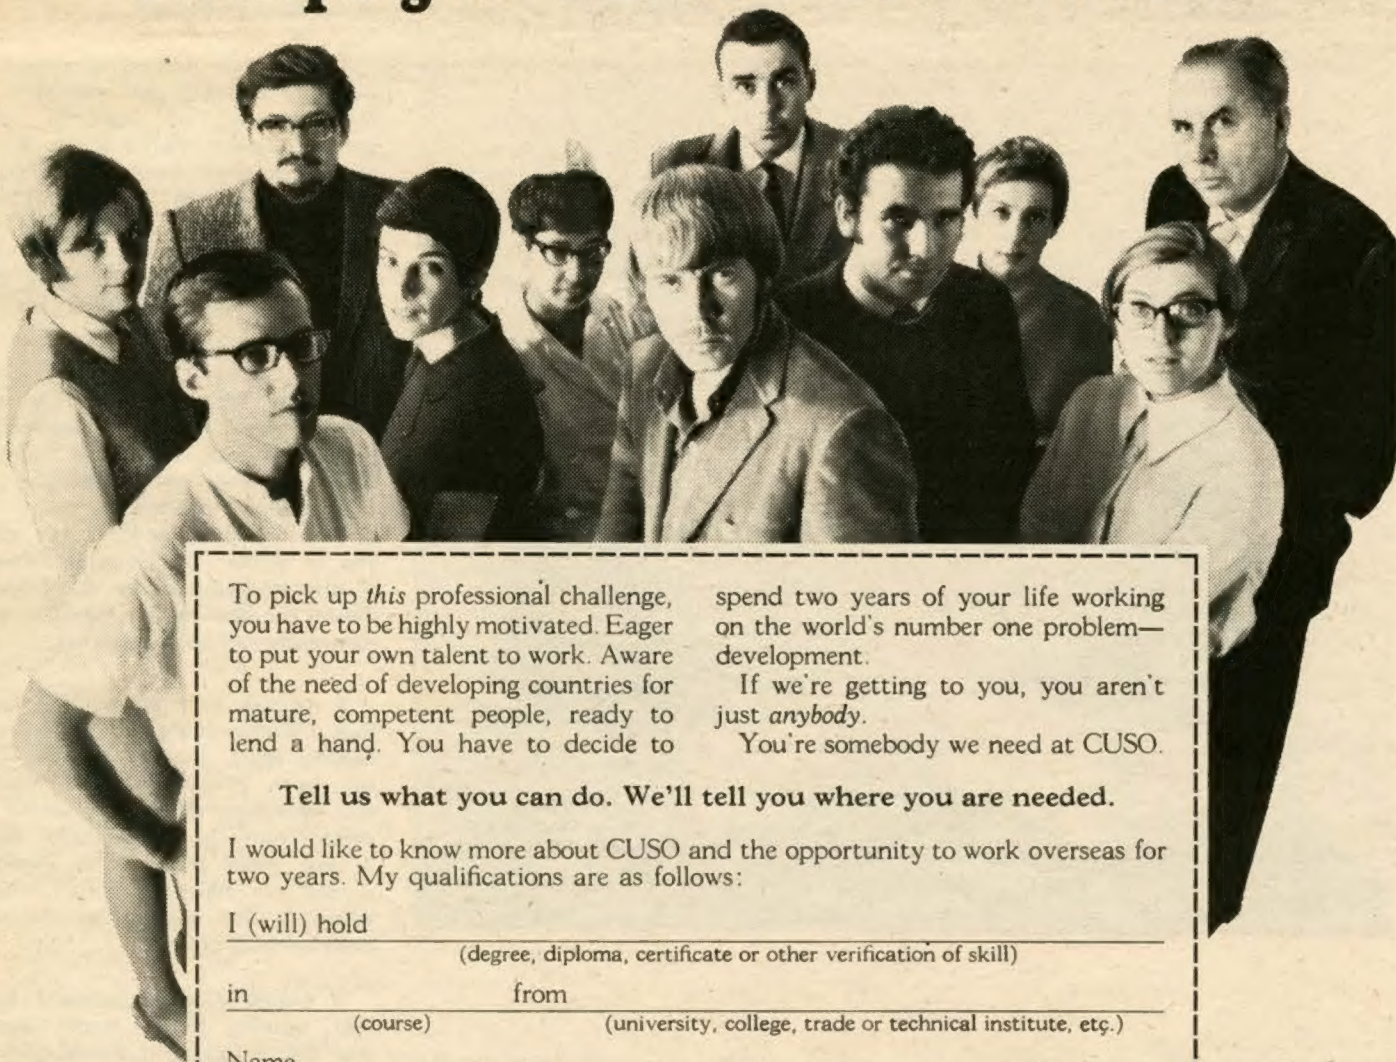 To pick up this professional challenge,
you have to be highly motivated. Eager
to put your own talent to work. Aware
of the need of developing countries for
mature, competent people, ready to
lend a hand. You have to decide to
spend two years of your life working
on the world's number one problem—
development.
If we're getting to you, you aren't
just anybody.
You're somebody we need at CUSO.
Tell us what you can do. We'll tell you where you are needed.
I would like to know more about CUSO and the opportunity to work overseas for
two years. My qualifications are as follows:
I (will) hold
(degree, diploma, certificate or other verification of skill)
in from
(course) (university, college, trade or technical institute, etc.)
Name